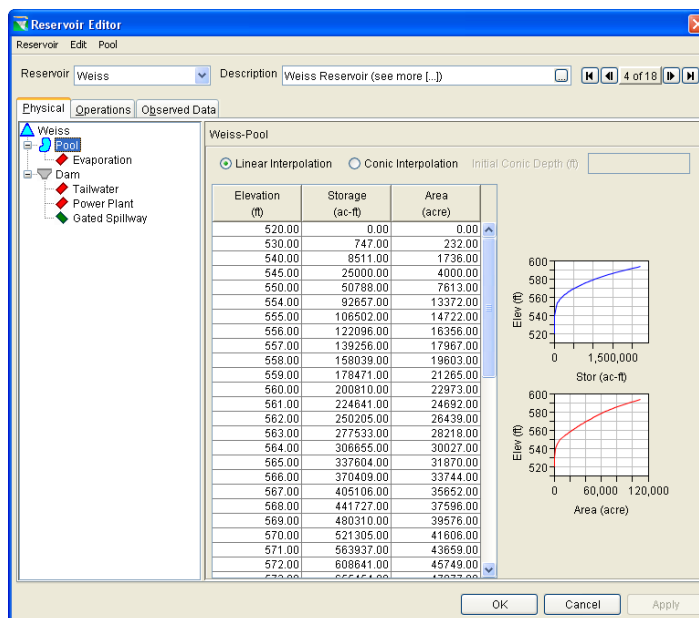 Reservoir Editor
Reservoir Edit Pool
Reservoir Weiss Description Weiss Reservoir (see more [...]) ... 4 of 18
Physical Operations Observed Data
Weiss
Pool
Evaporation
Dam
Tailwater
Power Plant
Gated Spillway
Weiss-Pool
Linear Interpolation Conic Interpolation Initial Conic Depth (ft)
Elevation Storage Area
(ft) (ac-ft) (acre)
520.00 0.00 0.00
530.00 747.00 232.00
540.00 8511.00 1736.00
545.00 25000.00 4000.00
550.00 50788.00 7613.00
554.00 92657.00 13372.00
555.00 106502.00 14722.00
556.00 122096.00 16356.00
557.00 139256.00 17967.00
558.00 158039.00 19603.00
559.00 178471.00 21265.00
560.00 200810.00 22973.00
561.00 224641.00 24692.00
562.00 250205.00 26439.00
563.00 277533.00 28218.00
564.00 306655.00 30027.00
565.00 337604.00 31870.00
566.00 370409.00 33744.00
567.00 405106.00 35652.00
568.00 441727.00 37596.00
569.00 480310.00 39576.00
570.00 521305.00 41606.00
571.00 563937.00 43659.00
572.00 608641.00 45749.00
600
580
560
540
520
Elev (ft)
0 1,500,000
Stor (ac-ft)
600
580
560
540
520
Elev (ft)
0 60,000 120,000
Area (acre)
OK Cancel Apply